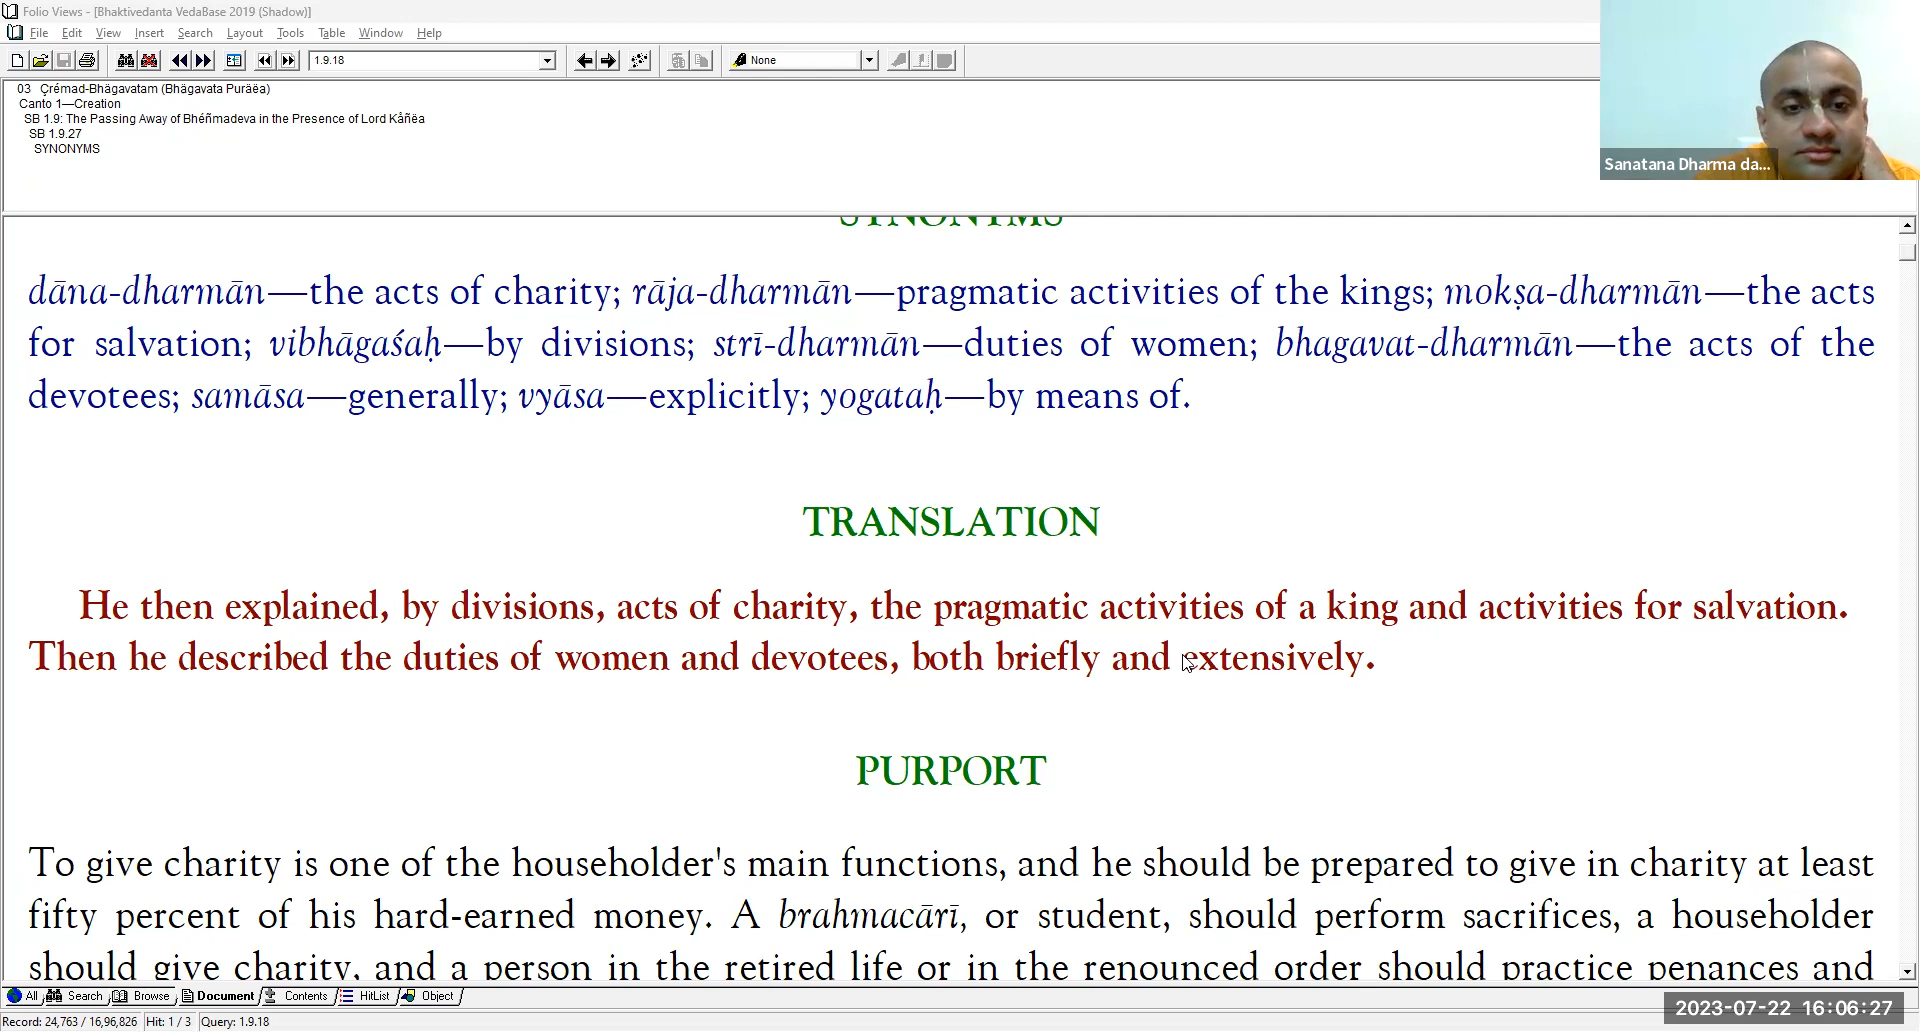 Folio Views - [Bhaktivedanta VedaBase 2019 (Shadow)]
File Edit View Insert Search Layout Tools Table Window Help
1.9.18
None
03 Çrémad-Bhägavatam (Bhägavata Puräëa)
Canto 1—Creation
SB 1.9: The Passing Away of Bhéñmadeva in the Presence of Lord Kåñëa
SB 1.9.27
SYNONYMS
Sanatana Dharma da...
SYNONYMS
dāna-dharmān—the acts of charity; rāja-dharmān—pragmatic activities of the kings; mokṣa-dharmān—the acts
for salvation; vibhāgaśaḥ—by divisions; strī-dharmān—duties of women; bhagavat-dharmān—the acts of the
devotees; samāsa—generally; vyāsa—explicitly; yogataḥ—by means of.
TRANSLATION
He then explained, by divisions, acts of charity, the pragmatic activities of a king and activities for salvation.
Then he described the duties of women and devotees, both briefly and extensively.
PURPORT
To give charity is one of the householder's main functions, and he should be prepared to give in charity at least
fifty percent of his hard-earned money. A brahmacārī, or student, should perform sacrifices, a householder
should give charity, and a person in the retired life or in the renounced order should practice penances and
All Search Browse Document Contents HitList Object
Record: 24,763 / 16,96,826 Hit: 1 / 3 Query: 1.9.18
2023-07-22 16:06:27